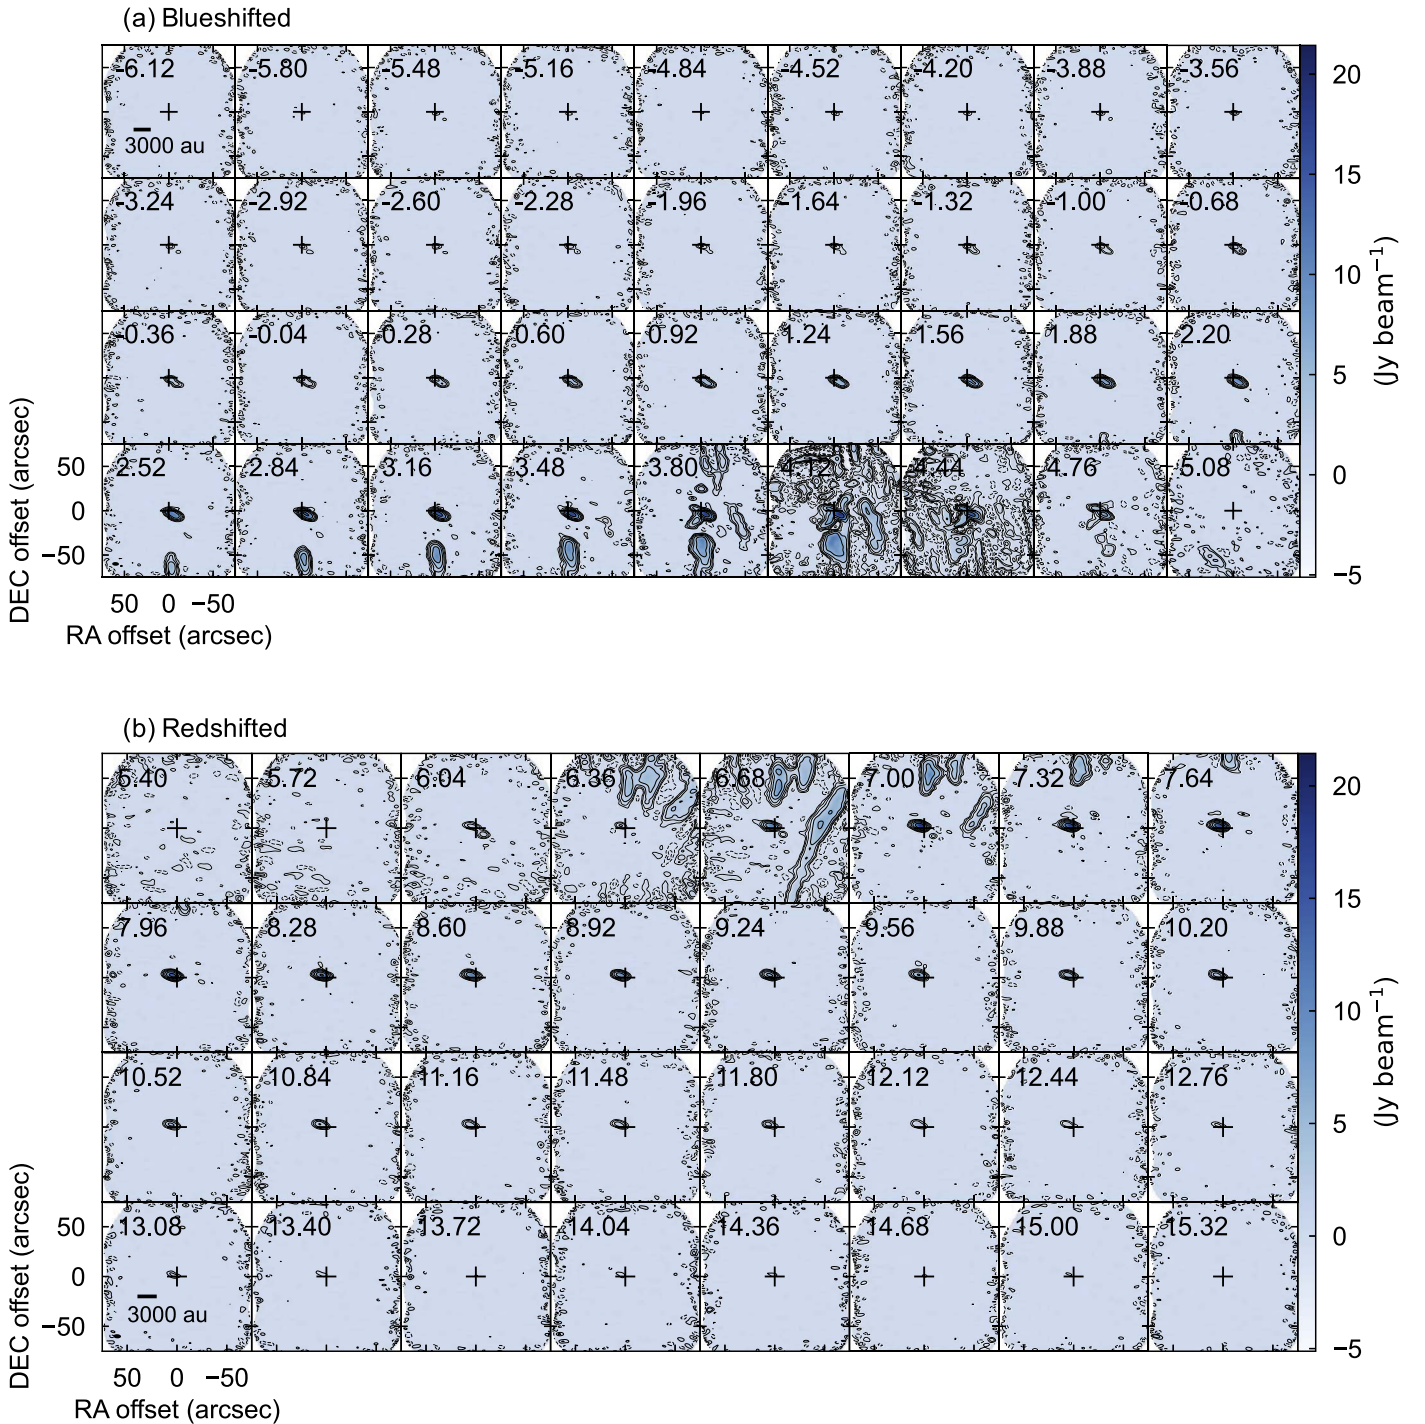 (a) Blueshifted
-6.12 -5.80 -5.48 -5.16 -4.84 -4.52 -4.20 -3.88 -3.56
3000 au
-3.24 -2.92 -2.60 -2.28 -1.96 -1.64 -1.32 -1.00 -0.68
-0.36 -0.04 0.28 0.60 0.92 1.24 1.56 1.88 2.20
2.52 2.84 3.16 3.48 3.80 4.12 4.44 4.76 5.08
50
0
−50
DEC offset (arcsec)
50 0 −50
RA offset (arcsec)
20
15
10
5
0
−5
(Jy beam⁻¹)
(b) Redshifted
5.40 5.72 6.04 6.36 6.68 7.00 7.32 7.64
7.96 8.28 8.60 8.92 9.24 9.56 9.88 10.20
10.52 10.84 11.16 11.48 11.80 12.12 12.44 12.76
13.08 13.40 13.72 14.04 14.36 14.68 15.00 15.32
3000 au
50
0
−50
DEC offset (arcsec)
50 0 −50
RA offset (arcsec)
20
15
10
5
0
−5
(Jy beam⁻¹)